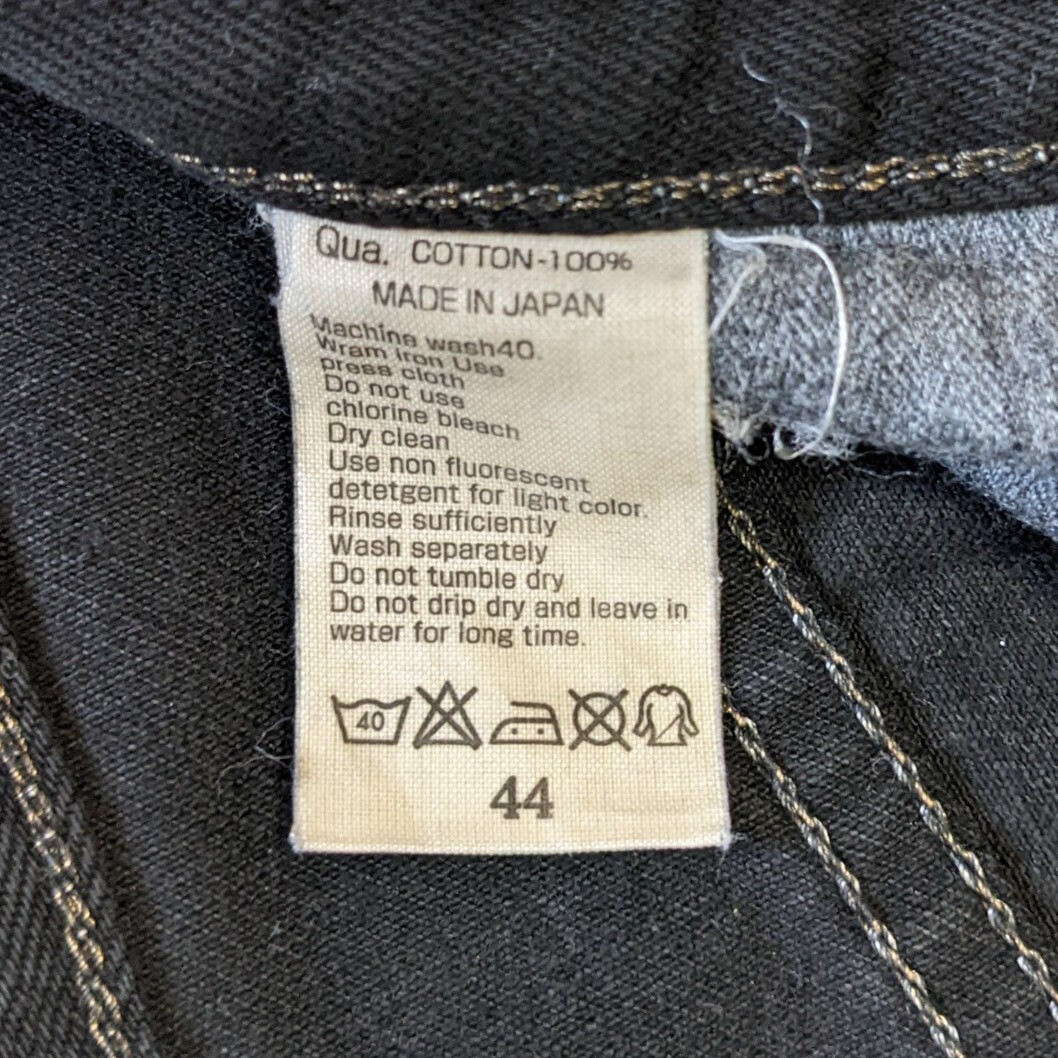 Qua. COTTON-100%
MADE IN JAPAN
Machine wash40.
Wram Iron Use
press cloth
Do not use
chlorine bleach
Dry clean
Use non fluorescent
detetgent for light color.
Rinse sufficiently
Wash separately
Do not tumble dry
Do not drip dry and leave in
water for long time.
40
44